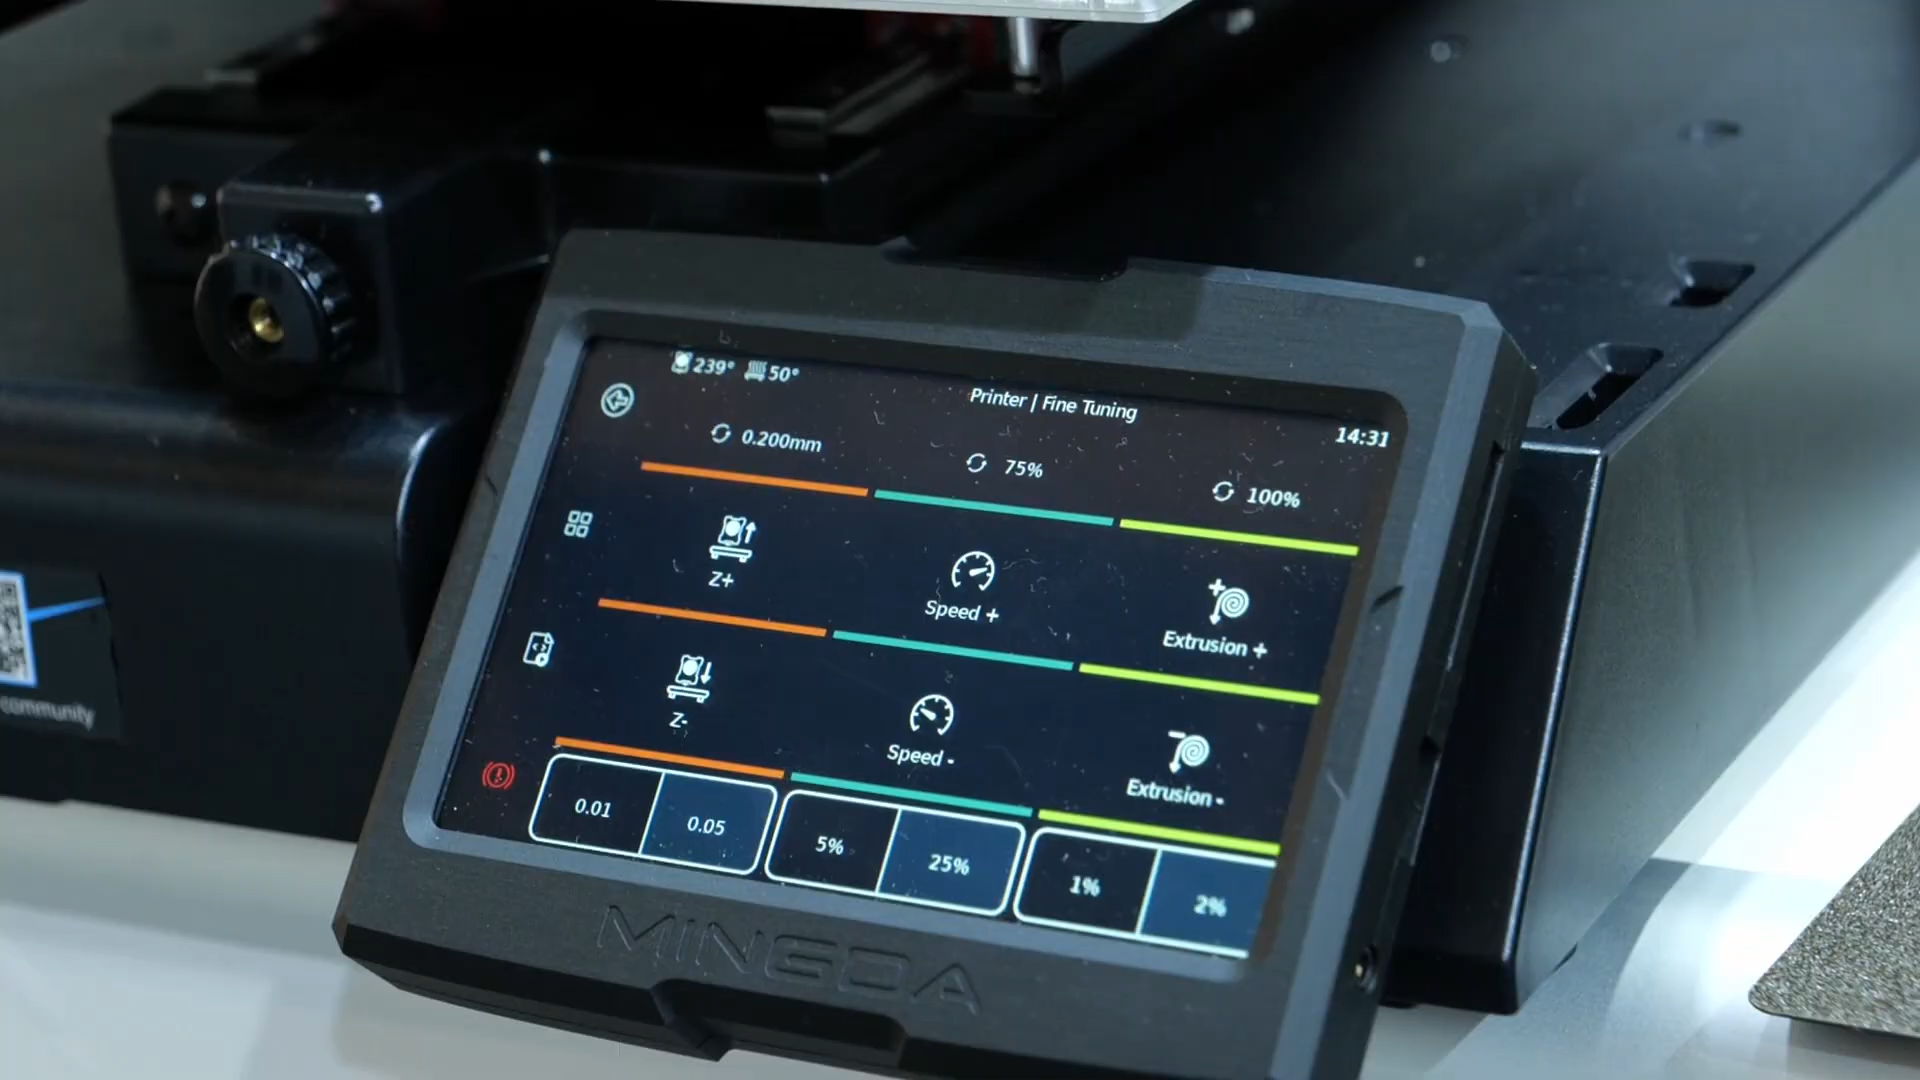 239° 50°
Printer | Fine Tuning
14:31
0.200mm 75% 100%
Z+ Speed + Extrusion +
Z- Speed - Extrusion -
0.01 0.05 5% 25% 1% 2%
MINGDA
community